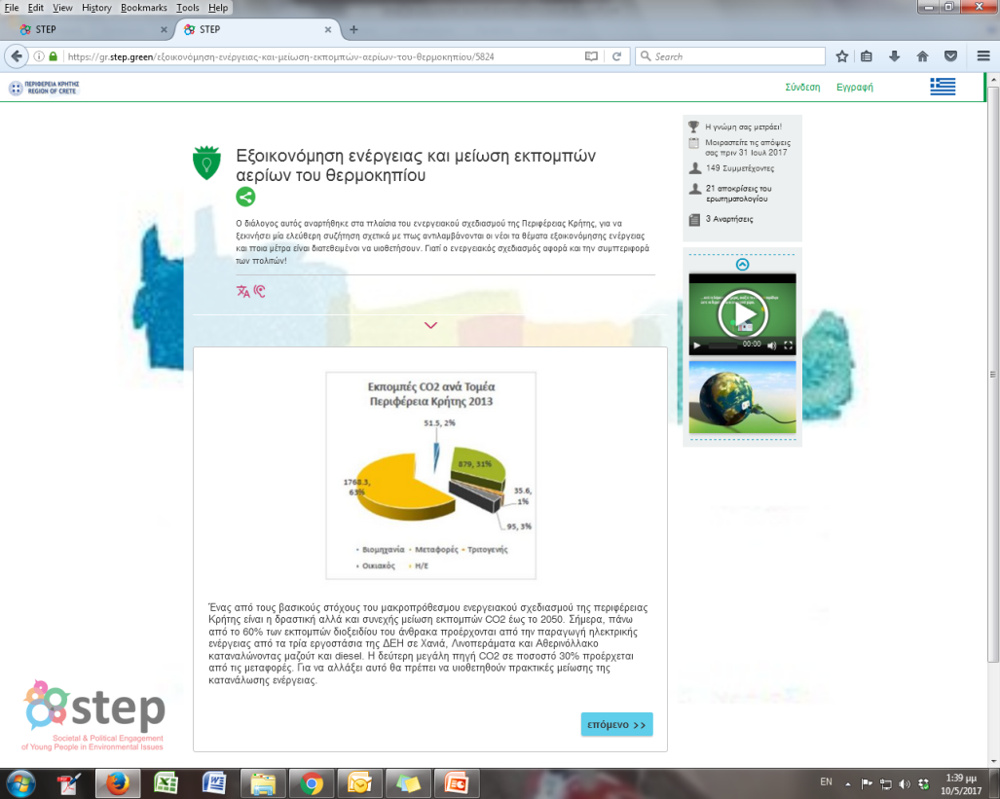 File Edit View History Bookmarks Tools Help
STEP
STEP
https://gr.step.green/εξοικονόμηση-ενέργειας-και-μείωση-εκπομπών-αερίων-του-θερμοκηπίου/5824
Search
ΠΕΡΙΦΕΡΕΙΑ ΚΡΗΤΗΣ
REGION OF CRETE
Σύνδεση Εγγραφή
Εξοικονόμηση ενέργειας και μείωση εκπομπών
αερίων του θερμοκηπίου
Ο διάλογος αυτός αναρτήθηκε στα πλαίσια του ενεργειακού σχεδιασμού της Περιφέρειας Κρήτης, για να
ξεκινήσει μία ελεύθερη συζήτηση σχετικά με πως αντιλαμβάνονται οι νέοι τα θέματα εξοικονόμησης ενέργειας
και ποια μέτρα είναι διατεθειμένοι να υιοθετήσουν. Γιατί ο ενεργειακός σχεδιασμός αφορά και την συμπεριφορά
των πολιτών!
Η γνώμη σας μετράει!
Μοιραστείτε τις απόψεις
σας πριν 31 Ιουλ 2017
149 Συμμετέχοντες
21 αποκρίσεις του
ερωτηματολογίου
3 Αναρτήσεις
00:00
Εκπομπές CO2 ανά Τομέα
Περιφέρεια Κρήτης 2013
51.5, 2%
879, 31%
1768.3,
63%
35.6,
1%
95, 3%
Βιομηχανία Μεταφορές Τριτογενής
Οικιακός Η/Ε
Ένας από τους βασικούς στόχους του μακροπρόθεσμου ενεργειακού σχεδιασμού της περιφέρειας
Κρήτης είναι η δραστική αλλά και συνεχής μείωση εκπομπών CO2 έως το 2050. Σήμερα, πάνω
από το 60% των εκπομπών διοξειδίου του άνθρακα προέρχονται από την παραγωγή ηλεκτρικής
ενέργειας από τα τρία εργοστάσια της ΔΕΗ σε Χανιά, Λινοπεράματα και Αθερινόλλακο
καταναλώνοντας μαζούτ και diesel. Η δεύτερη μεγάλη πηγή CO2 σε ποσοστό 30% προέρχεται
από τις μεταφορές. Για να αλλάξει αυτό θα πρέπει να υιοθετηθούν πρακτικές μείωσης της
κατανάλωσης ενέργειας.
επόμενο >>
step
Societal & Political Engagement
of Young People in Environmental Issues
EN
1:39 μμ
10/5/2017